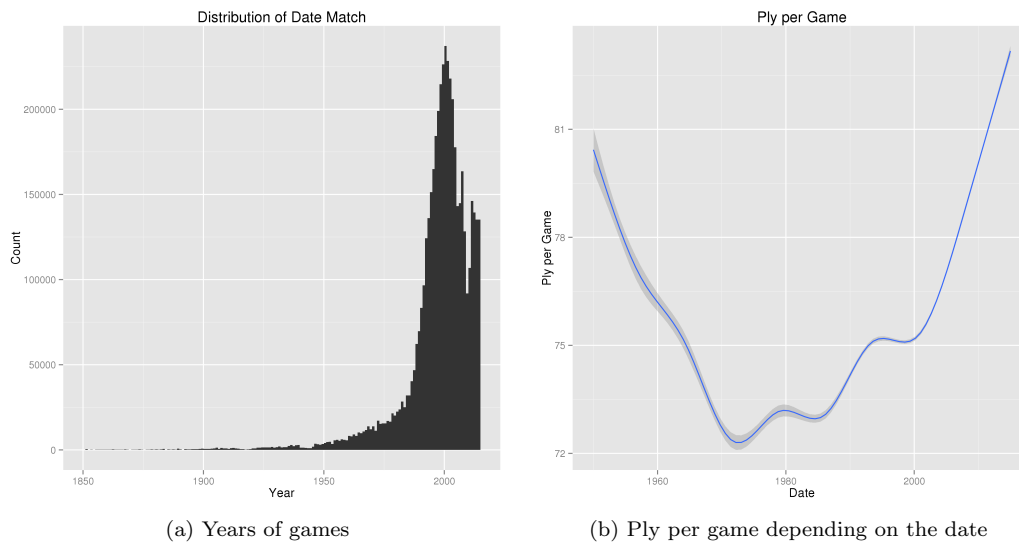 Distribution of Date Match
Count
200000
150000
100000
50000
0
1850
1900
1950
2000
Year
(a) Years of games
Ply per Game
Ply per Game
81
78
75
72
1960
1980
2000
Date
(b) Ply per game depending on the date